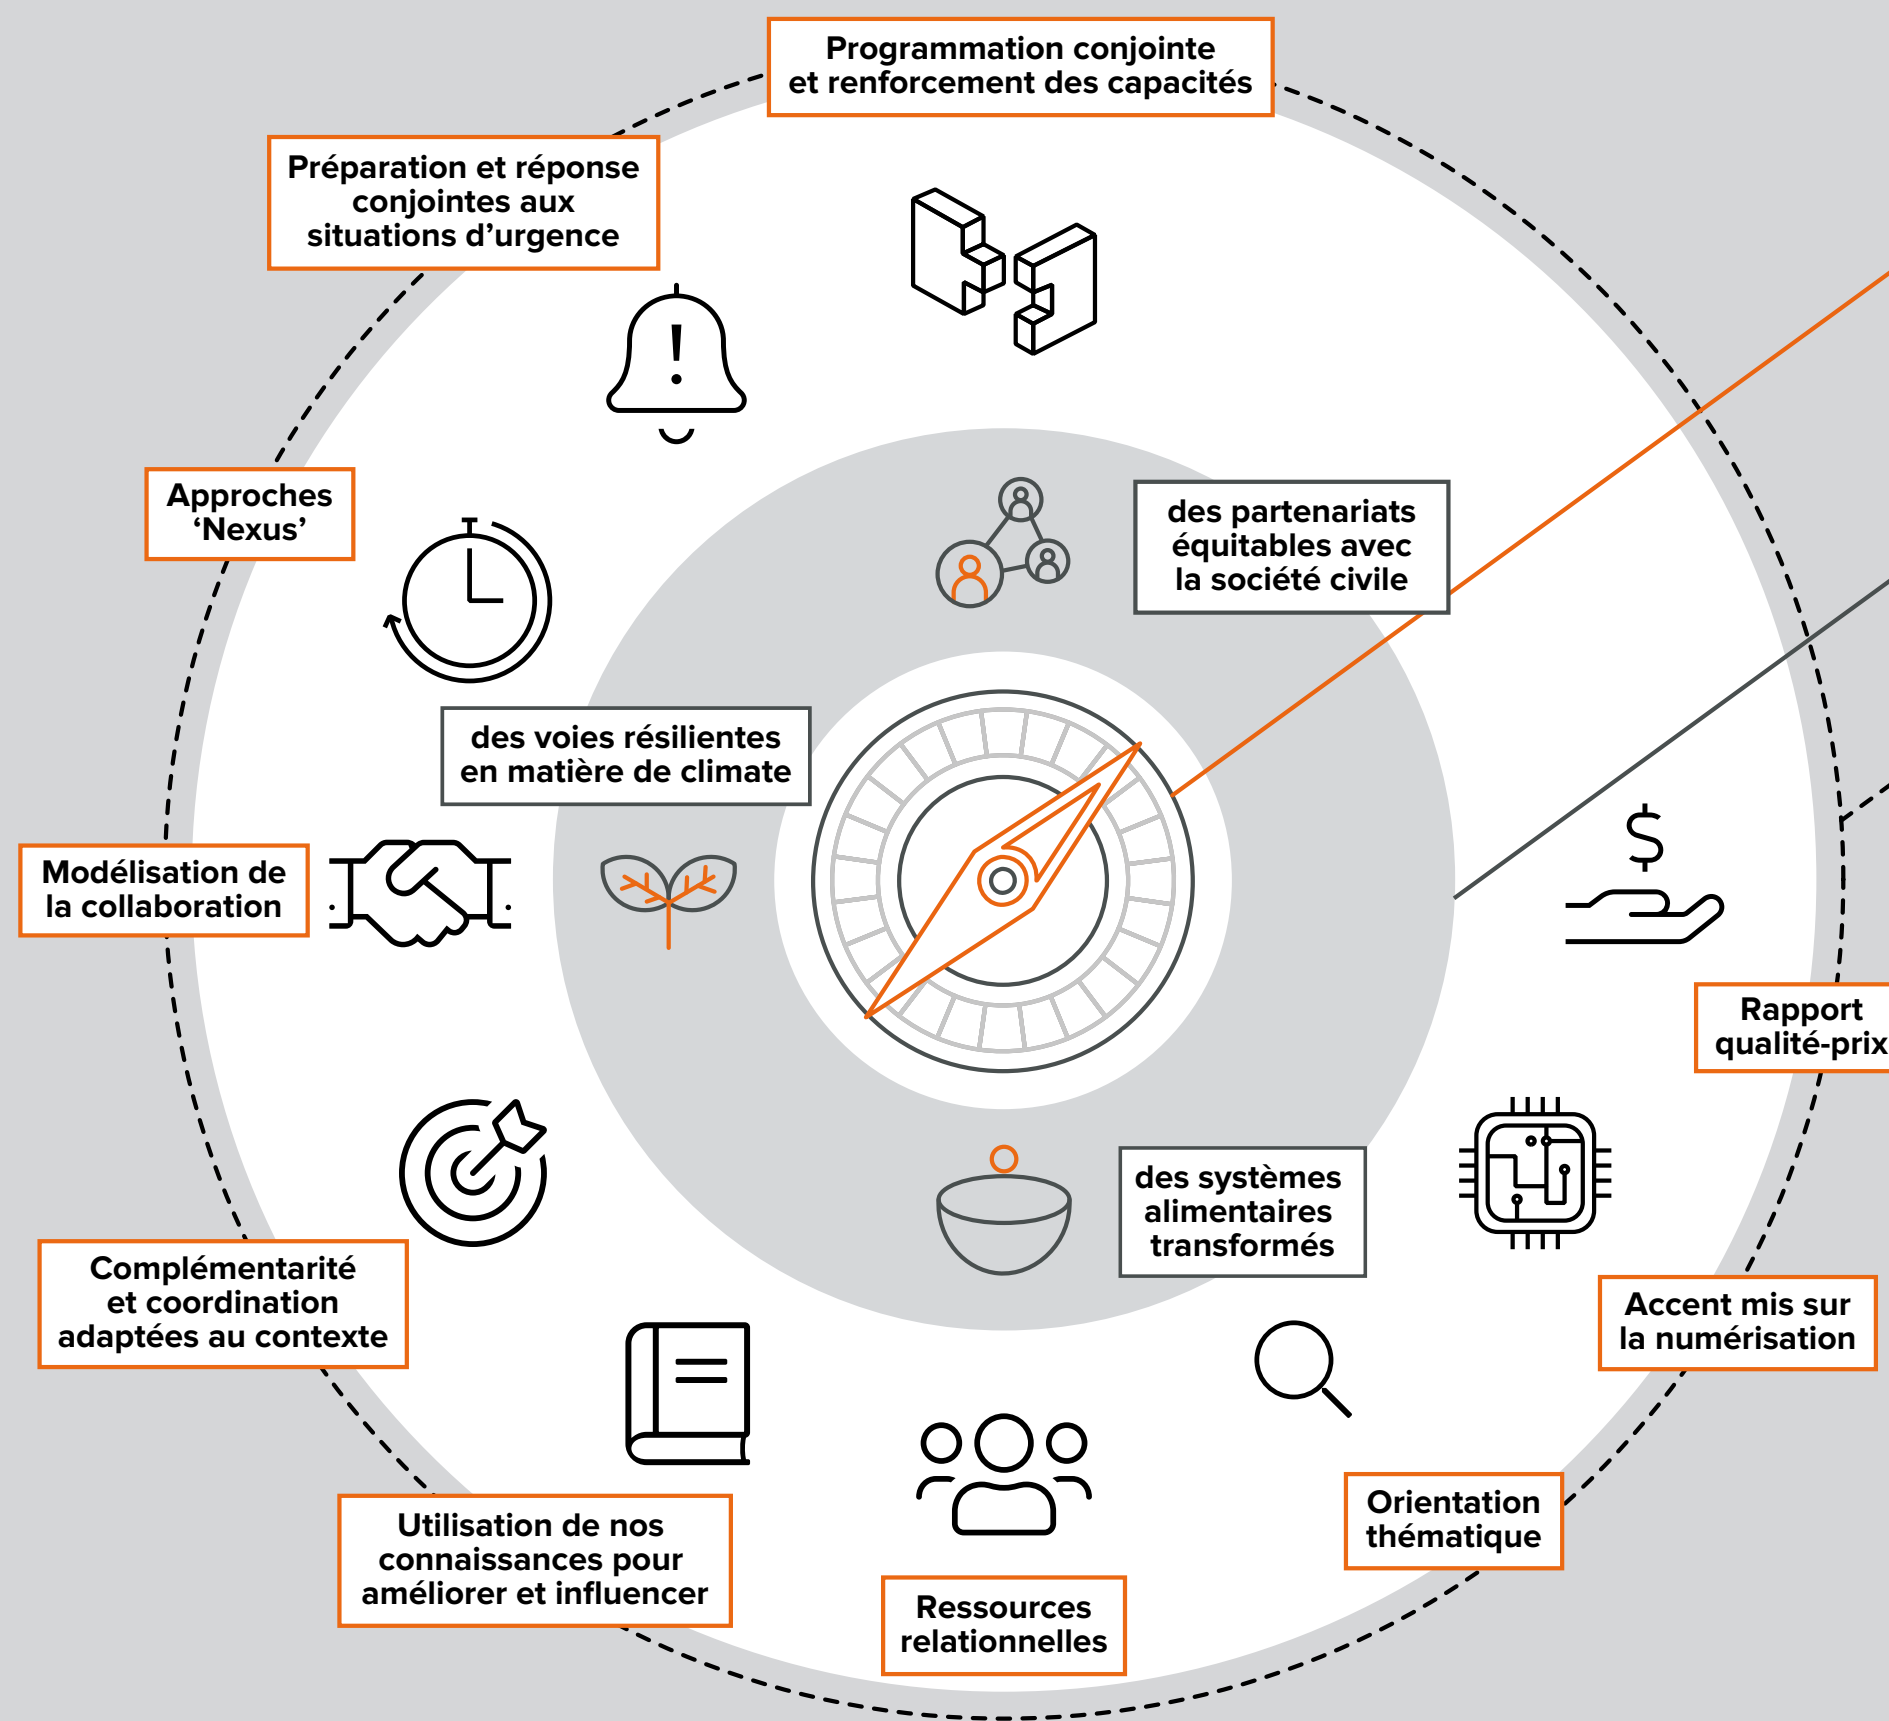 Programmation conjointe
et renforcement des capacités
Préparation et réponse
conjointes aux
situations d’urgence
!
Approches
‘Nexus’
des partenariats
équitables avec
la société civile
des voies résilientes
en matière de climate
Modélisation de
la collaboration
$
Rapport
qualité-prix
des systèmes
alimentaires
transformés
Complémentarité
et coordination
adaptées au contexte
Accent mis sur
la numérisation
Utilisation de nos
connaissances pour
améliorer et influencer
Orientation
thématique
Ressources
relationnelles